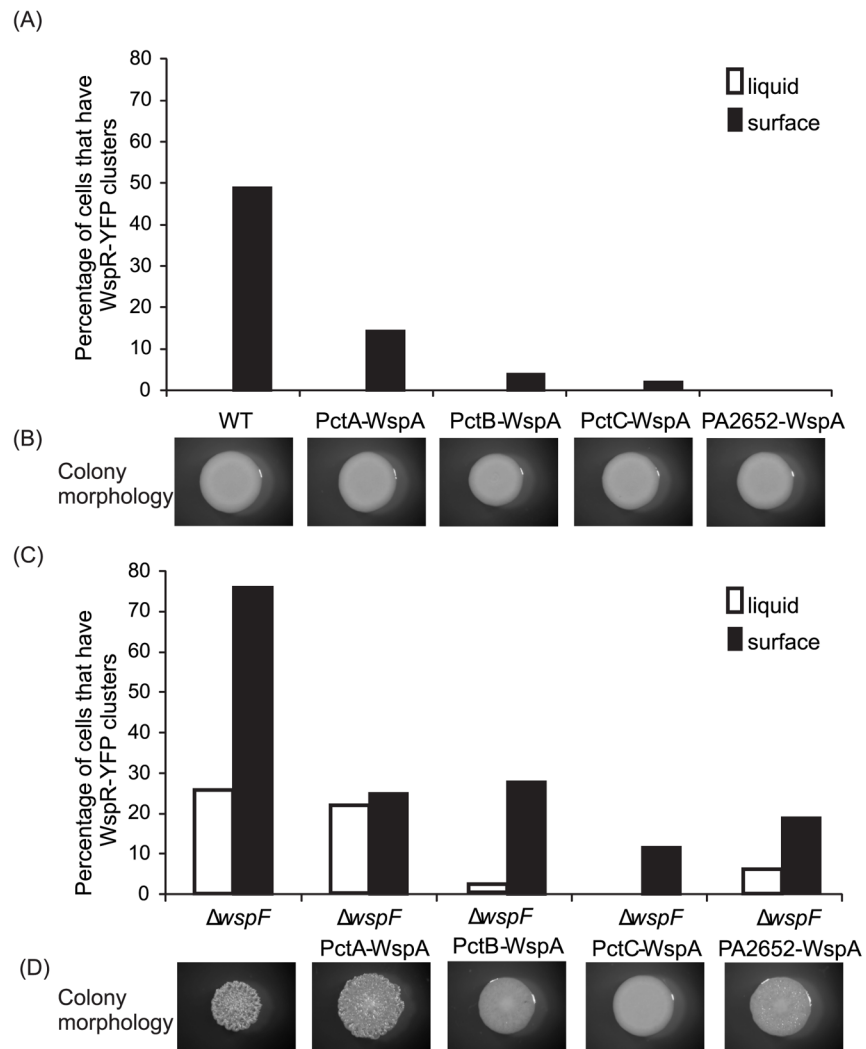 (A)
Percentage of cells that have
WspR-YFP clusters
80
70
60
50
40
30
20
10
0
liquid
surface
WT PctA-WspA PctB-WspA PctC-WspA PA2652-WspA
(B)
Colony
morphology
(C)
Percentage of cells that have
WspR-YFP clusters
80
70
60
50
40
30
20
10
0
liquid
surface
ΔwspF ΔwspF ΔwspF ΔwspF ΔwspF
PctA-WspA PctB-WspA PctC-WspA PA2652-WspA
(D)
Colony
morphology